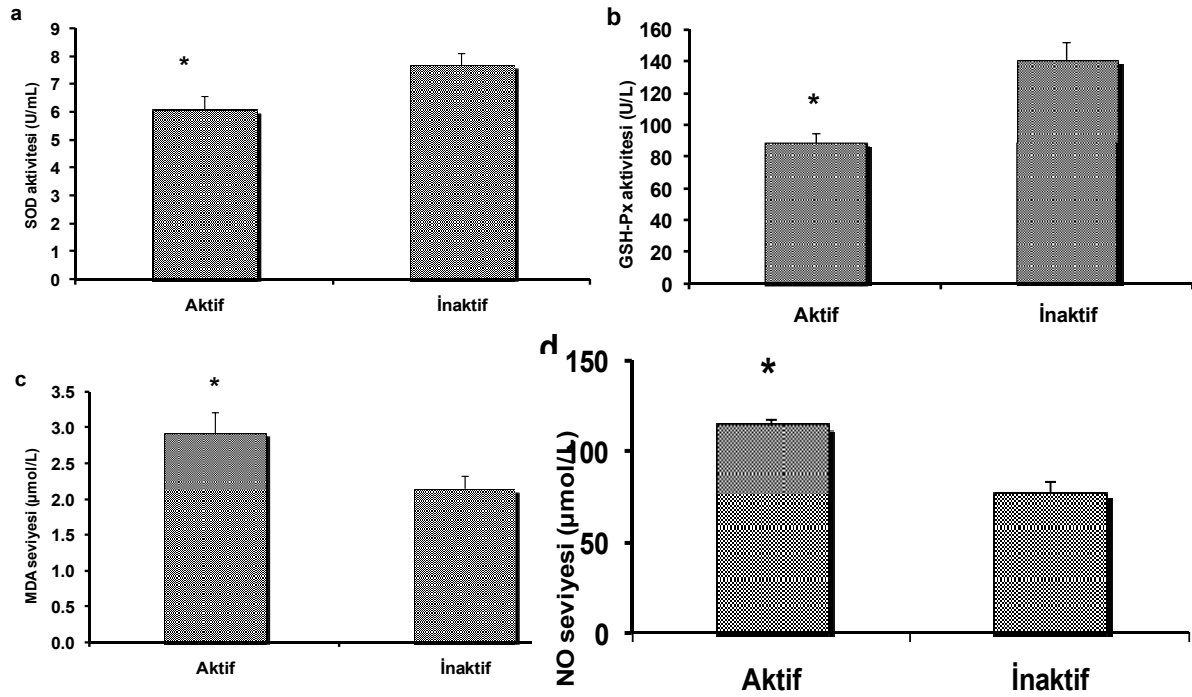 a
SOD aktivitesi (U/mL)
9
8
7
6
5
4
3
2
1
0
*
Aktif
İnaktif
b
GSH-Px aktivitesi (U/L)
160
140
120
100
80
60
40
20
0
*
Aktif
İnaktif
c
MDA seviyesi (µmol/L)
3.5
3.0
2.5
2.0
1.5
1.0
0.5
0.0
*
Aktif
İnaktif
d
NO seviyesi (µmol/L)
150
100
50
0
*
Aktif
İnaktif